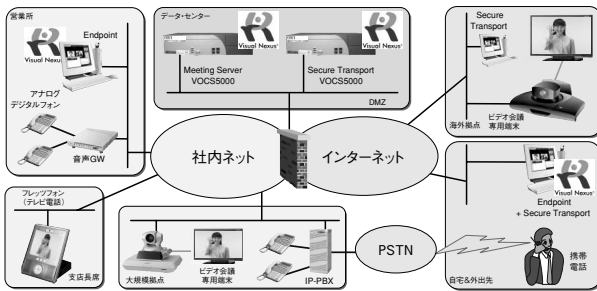 営業所
Visual Nexus
Endpoint
アナログ
デジタルフォン
音声GW
データ・センター
Visual Nexus
Visual Nexus
Meeting Server
VOCS5000
Secure Transport
VOCS5000
DMZ
Secure
Transport
海外拠点
ビデオ会議
専用端末
社内ネット
インターネット
フレッツフォン
(テレビ電話)
支店長席
大規模拠点
ビデオ会議
専用端末
IP-PBX
PSTN
Visual Nexus
Endpoint
+ Secure Transport
携帯
電話
自宅&外出先